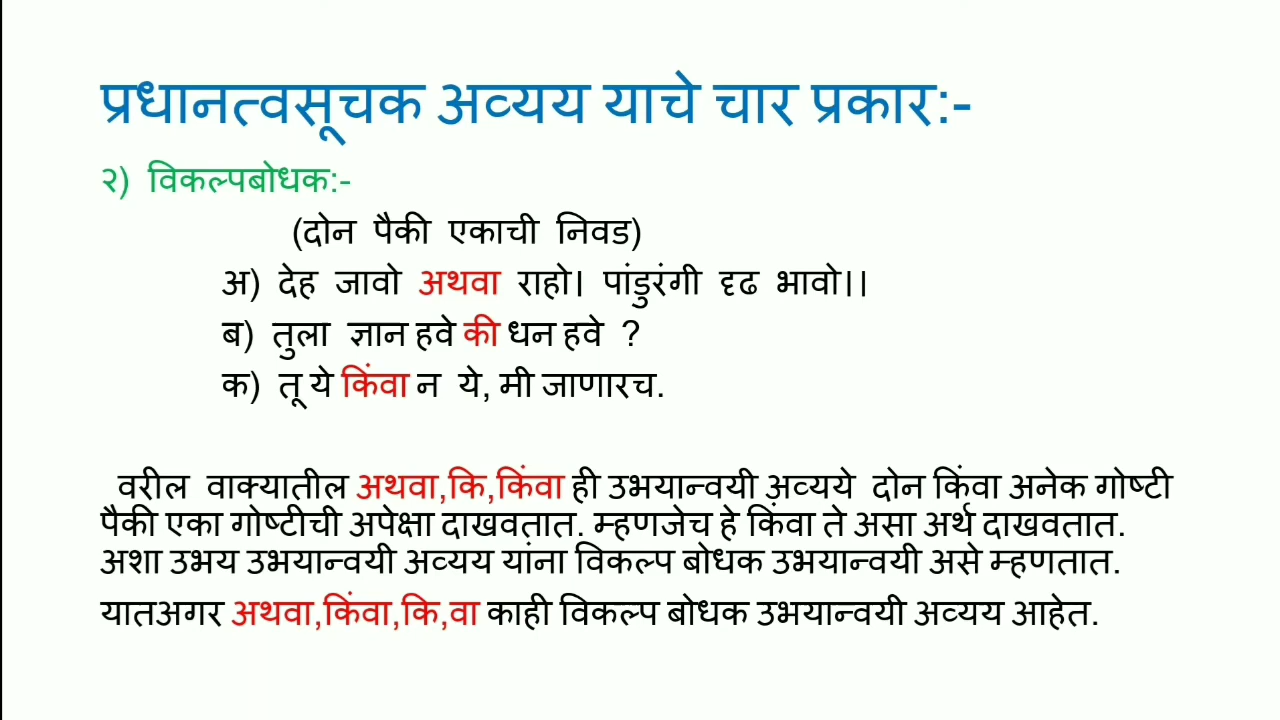 प्रधानत्वसूचक अव्यय याचे चार प्रकार:-
२) विकल्पबोधक:-
(दोन पैकी एकाची निवड)
अ) देह जावो अथवा राहो। पांडुरंगी दृढ भावो।।
ब) तुला ज्ञान हवे की धन हवे ?
क) तू ये किंवा न ये, मी जाणारच.
वरील वाक्यातील अथवा,कि,किंवा ही उभयान्वयी अव्यये दोन किंवा अनेक गोष्टी
पैकी एका गोष्टीची अपेक्षा दाखवतात. म्हणजेच हे किंवा ते असा अर्थ दाखवतात.
अशा उभय उभयान्वयी अव्यय यांना विकल्प बोधक उभयान्वयी असे म्हणतात.
यातअगर अथवा,किंवा,कि,वा काही विकल्प बोधक उभयान्वयी अव्यय आहेत.